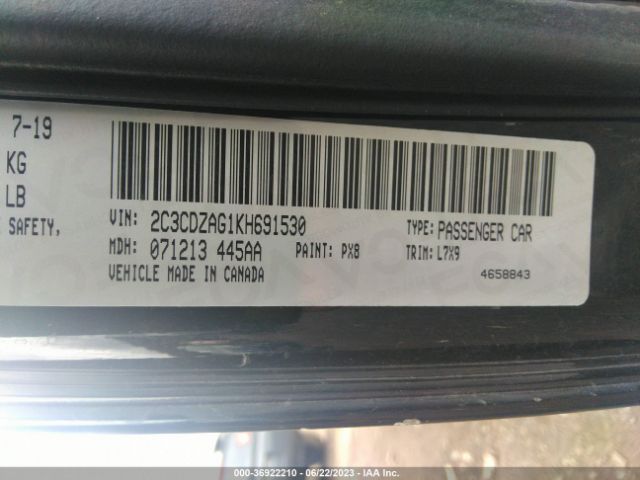 7-19
KG
LB
SAFETY,
VIN: 2C3CDZAG1KH691530
TYPE: PASSENGER CAR
MDH: 071213 445AA
PAINT: PX8
TRIM: L7X9
VEHICLE MADE IN CANADA
4658843
000-36922210 - 06/22/2023 - IAA Inc.